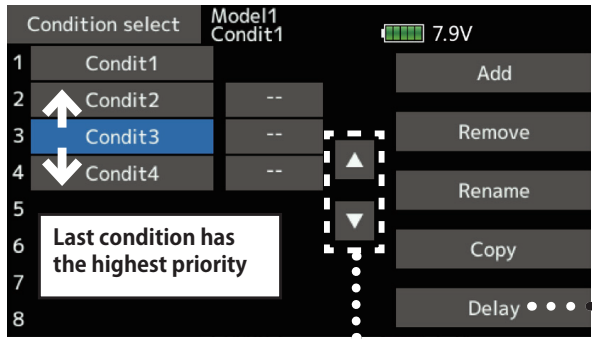 Condition select
Model1
Condit1
7.9V
1 Condit1
2 Condit2 --
3 Condit3 --
4 Condit4 --
5
6
7
8
▲
▼
Last condition has
the highest priority
Add
Remove
Rename
Copy
Delay